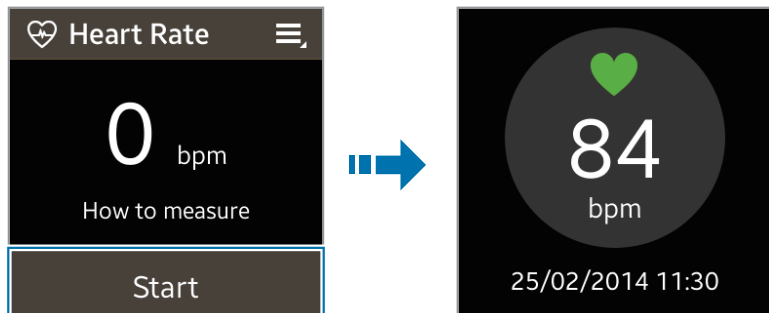 Heart Rate
0 bpm
How to measure
Start
84
bpm
25/02/2014 11:30